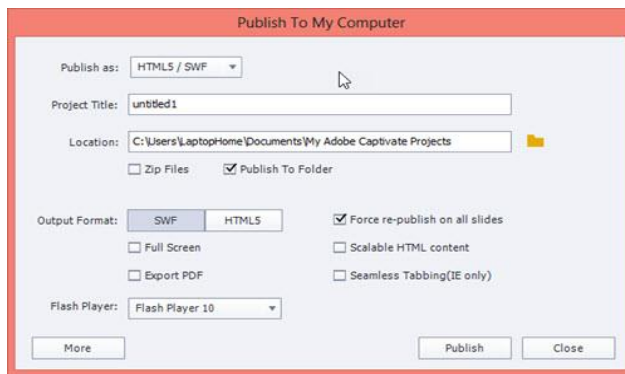 Publish To My Computer
Publish as: HTML5 / SWF
Project Title: untitled1
Location: C:\Users\LaptopHome\Documents\My Adobe Captivate Projects
Zip Files Publish To Folder
Output Format: SWF HTML5 Force re-publish on all slides
Full Screen Scalable HTML content
Export PDF Seamless Tabbing(IE only)
Flash Player: Flash Player 10
More Publish Close